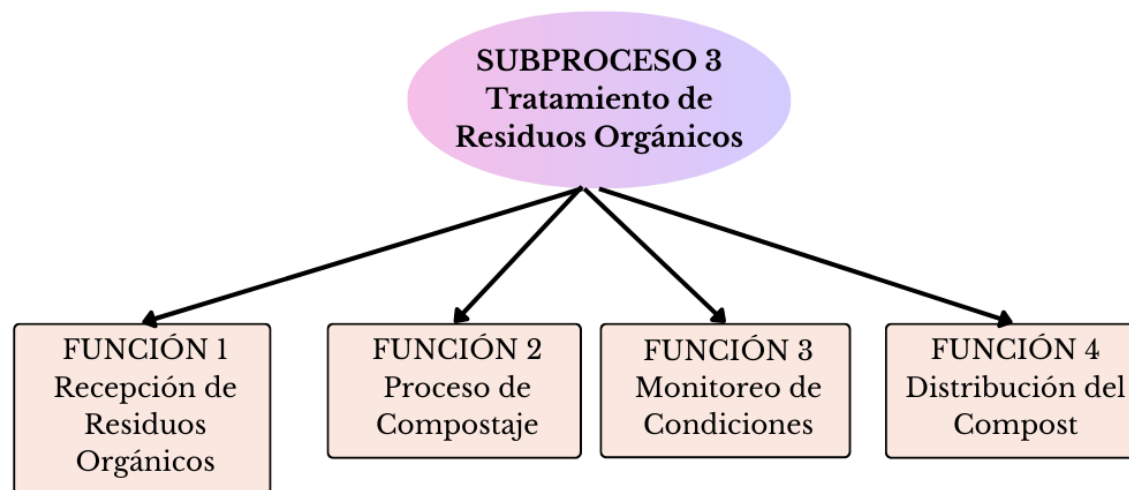 SUBPROCESO 3
Tratamiento de
Residuos Orgánicos
FUNCIÓN 1
Recepción de
Residuos
Orgánicos
FUNCIÓN 2
Proceso de
Compostaje
FUNCIÓN 3
Monitoreo de
Condiciones
FUNCIÓN 4
Distribución del
Compost